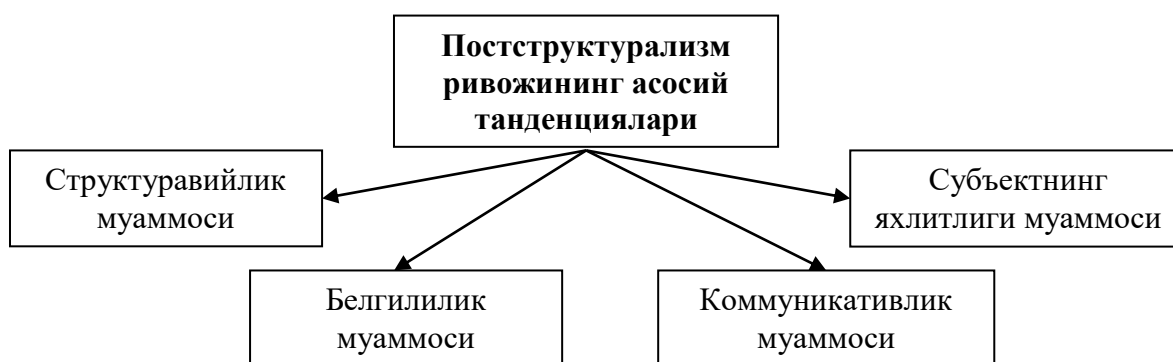 Постструктурализм
ривожининг асосий
танденциялари
Структуравийлик
муаммоси
Субъектнинг
яхлитлиги муаммоси
Белгилилик
муаммоси
Коммуникативлик
муаммоси